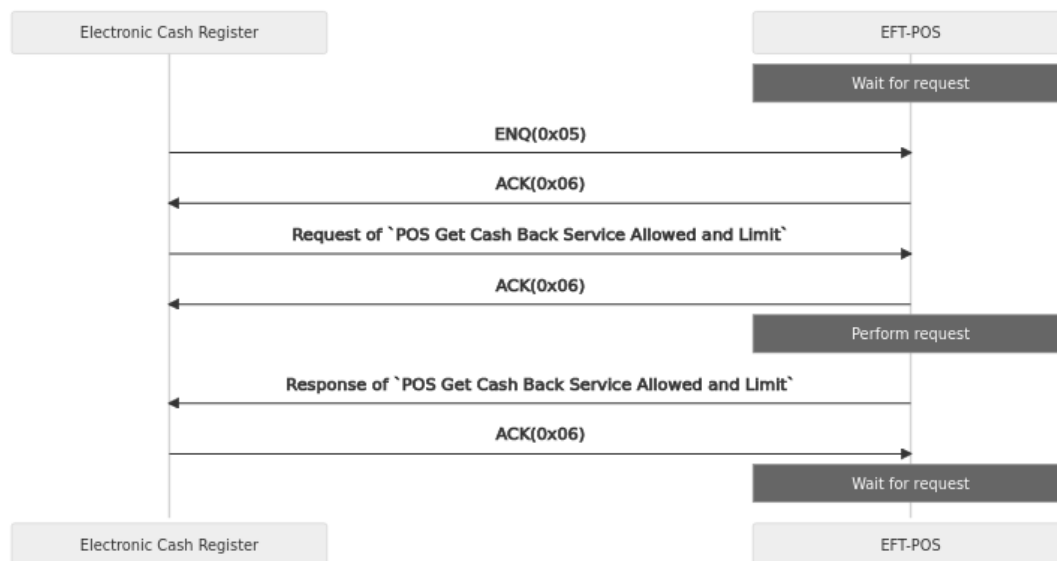 Electronic Cash Register
EFT-POS
Wait for request
ENQ(0x05)
ACK(0x06)
Request of `POS Get Cash Back Service Allowed and Limit`
ACK(0x06)
Perform request
Response of `POS Get Cash Back Service Allowed and Limit`
ACK(0x06)
Wait for request
Electronic Cash Register
EFT-POS